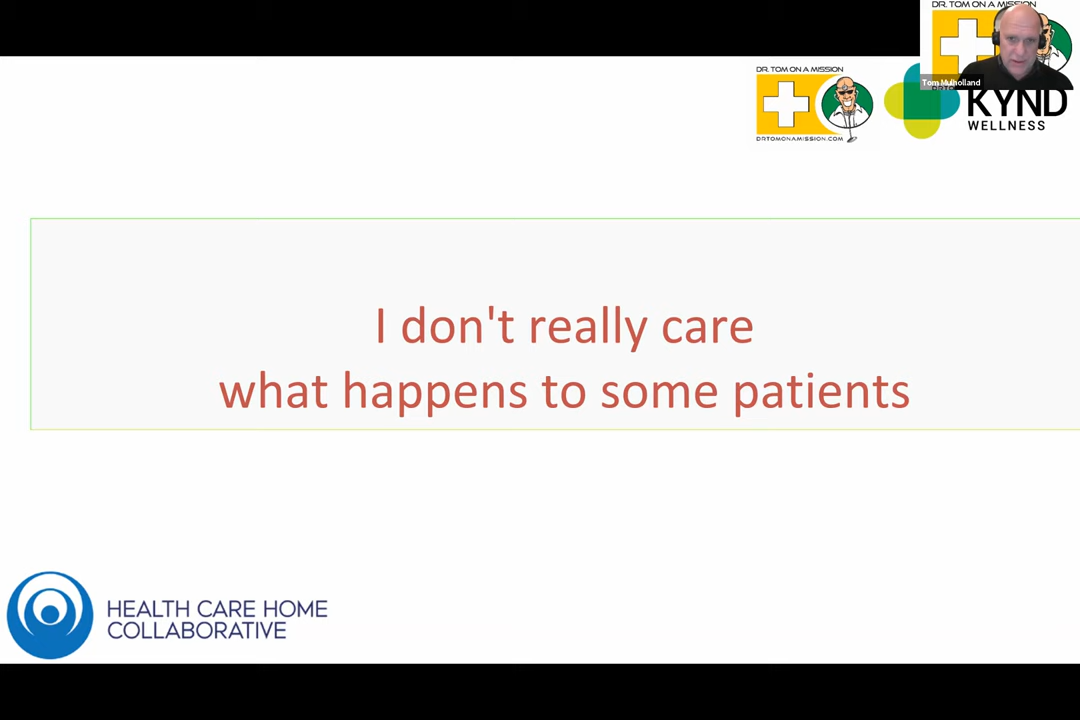 DR. TOM ON A MISSION
Tom Mulholland
DR. TOM ON A MISSION
DRTOMONAMISSION.COM
KYND
WELLNESS
I don't really care
what happens to some patients
HEALTH CARE HOME
COLLABORATIVE